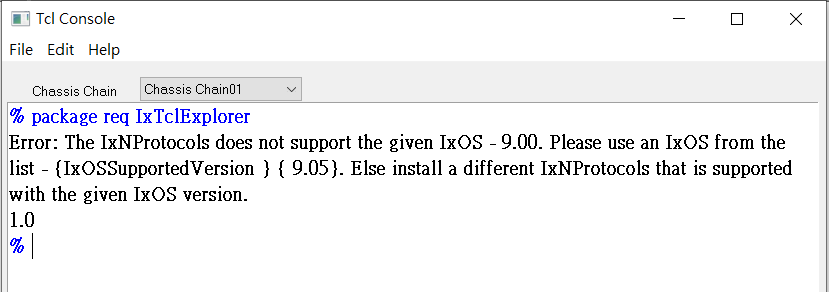 Tcl Console
File Edit Help
Chassis Chain Chassis Chain01
% package req IxTclExplorer
Error: The IxNProtocols does not support the given IxOS - 9.00. Please use an IxOS from the
list - {IxOSSupportedVersion } { 9.05}. Else install a different IxNProtocols that is supported
with the given IxOS version.
1.0
%